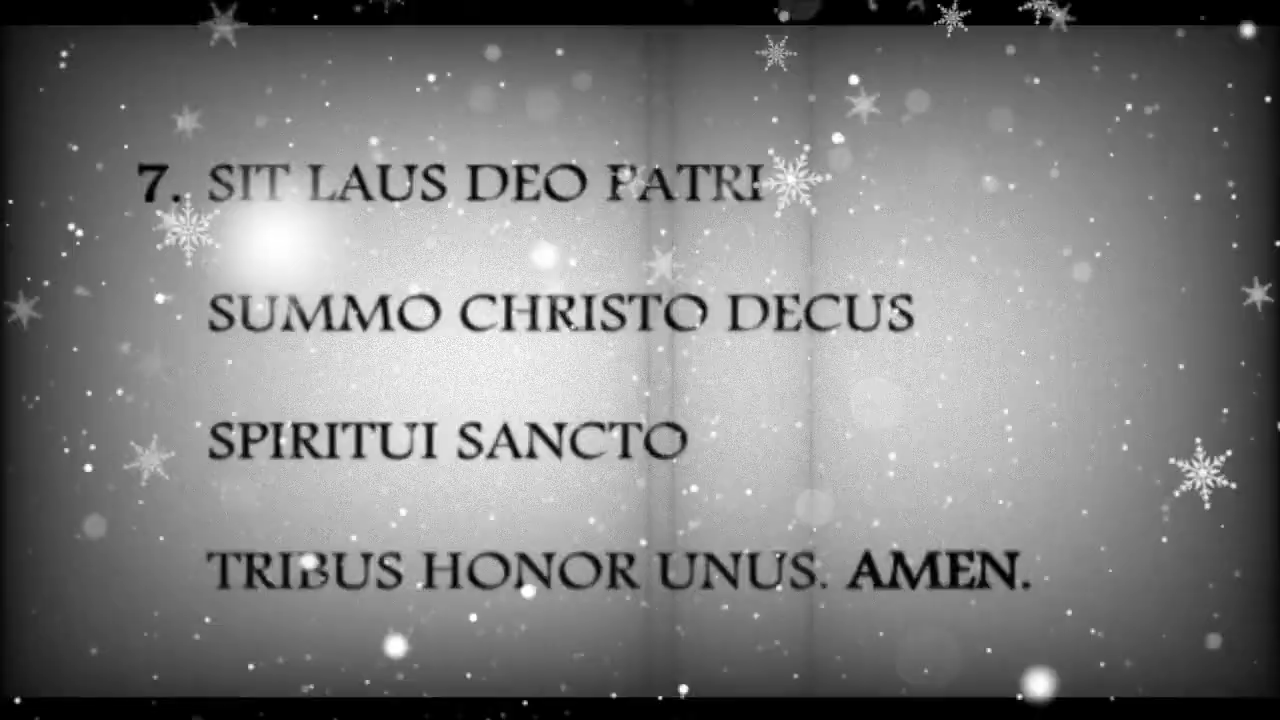 7. SIT LAUS DEO PATRI
SUMMO CHRISTO DECUS
SPIRITUI SANCTO
TRIBUS HONOR UNUS. AMEN.